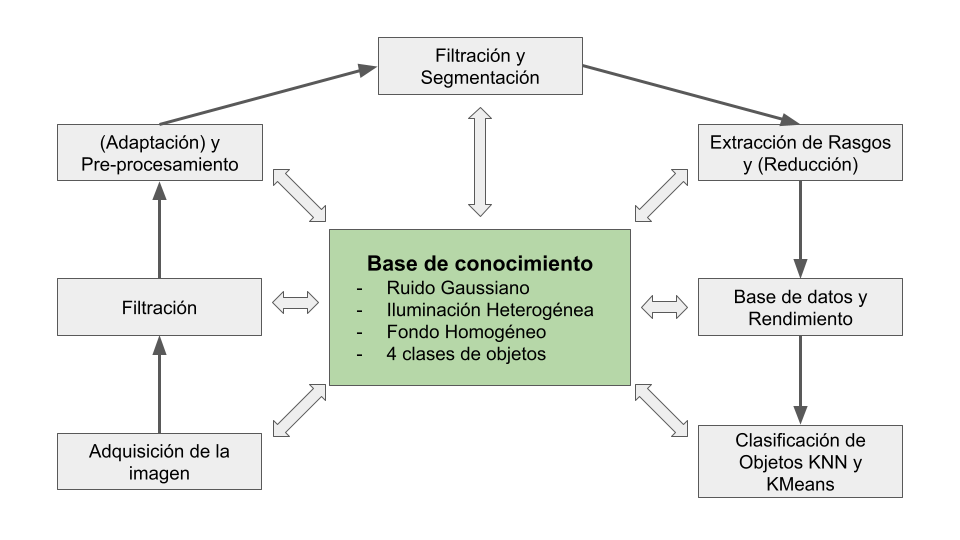 Filtración y
Segmentación
(Adaptación) y
Pre-procesamiento
Extracción de Rasgos
y (Reducción)
Base de conocimiento
- Ruido Gaussiano
- Iluminación Heterogénea
- Fondo Homogéneo
- 4 clases de objetos
Filtración
Base de datos y
Rendimiento
Adquisición de la
imagen
Clasificación de
Objetos KNN y
KMeans